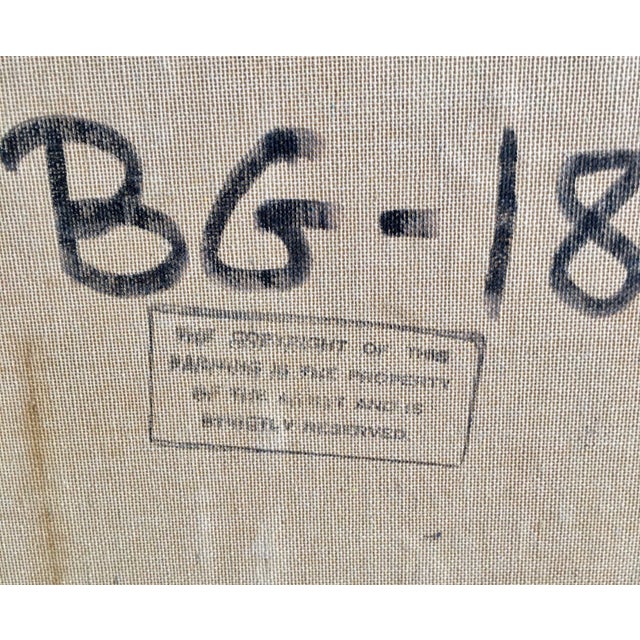 BG-18
THE COPYRIGHT OF THIS
PAINTING IS THE PROPERTY
OF THE ARTIST AND IS
STRICTLY RESERVED.